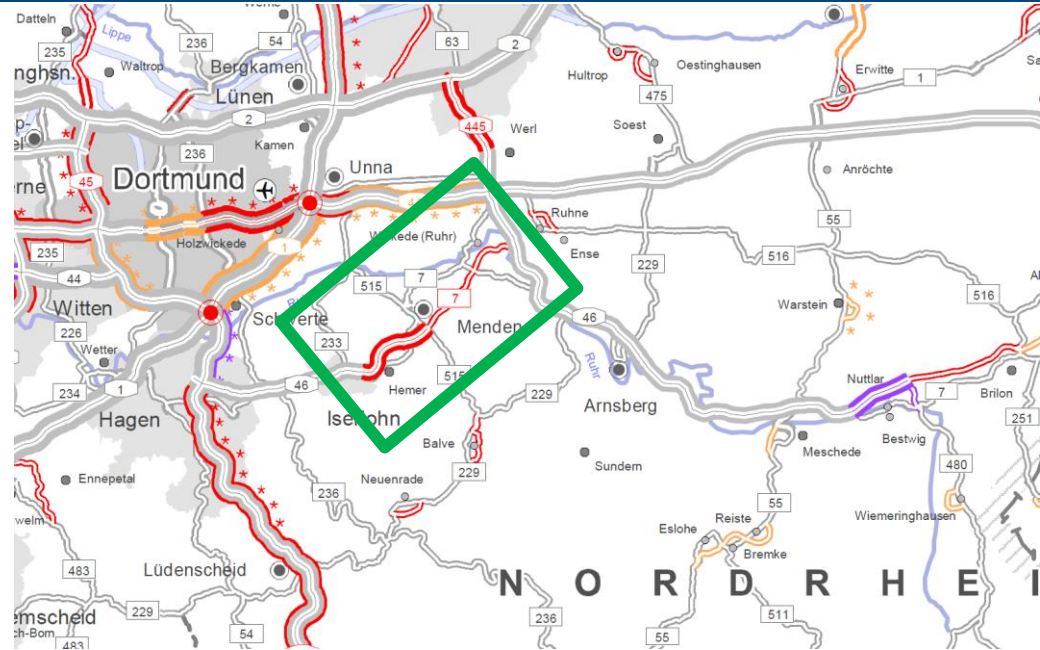 Datteln
Werne
Lippe
235
236
54
63
2
Waltrop
Bergkamen
nghsn.
Hultrop
Oestinghausen
Erwitte
1
Lünen
475
2
445
Werl
Soest
Kamen
236
Unna
45
Dortmund
Anröchte
Holzwickede
1
Ruhne
55
235
Wickede (Ruhr)
Ense
44
7
229
516
515
7
516
Witten
Schwerte
Warstein
226
Menden
46
Wetter
233
Ruhr
46
Hemer
515
Nuttlar
234
1
229
7
Brilon
Hagen
Iserlohn
Arnsberg
251
Balve
Bestwig
Meschede
Ennepetal
Neuenrade
229
Sundern
480
236
55
Wiemeringhausen
Eslohe
Reiste
Bremke
483
Lüdenscheid
N O R D R H E I
emscheid
229
236
511
ch-Born
54
55
483